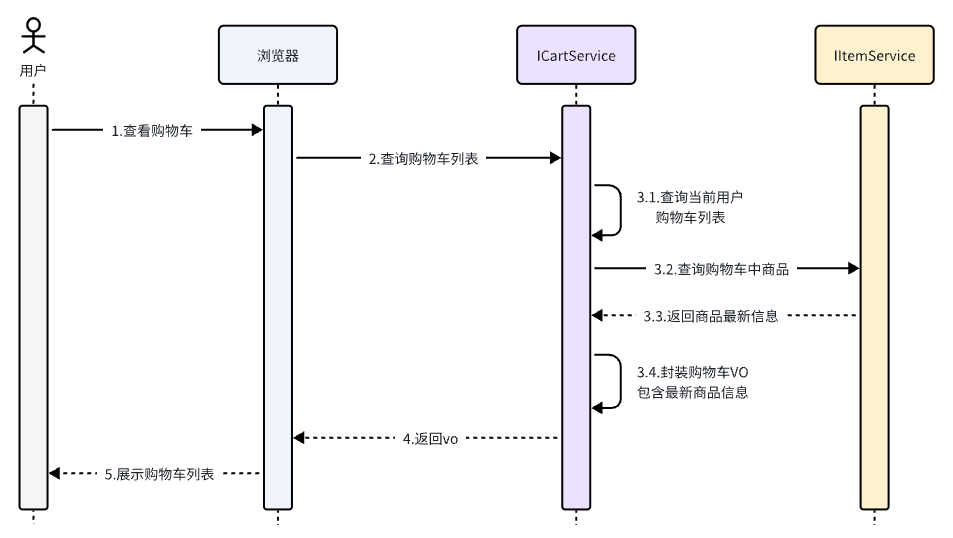 用户
浏览器
ICartService
IItemService
1.查看购物车
2.查询购物车列表
3.1.查询当前用户
购物车列表
3.2.查询购物车中商品
3.3.返回商品最新信息
3.4.封装购物车VO
包含最新商品信息
4.返回vo
5.展示购物车列表